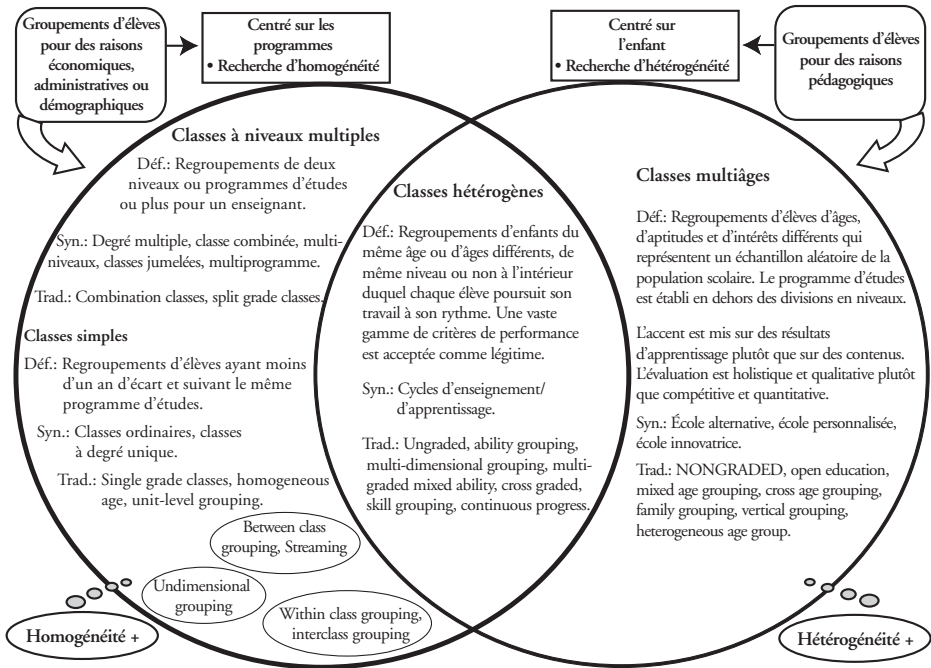 Groupements d'élèves
pour des raisons
économiques,
administratives ou
démographiques
Centré sur les
programmes
• Recherche d'homogénéité
Centré sur
l'enfant
• Recherche d'hétérogénéité
Groupements d'élèves
pour des raisons
pédagogiques
Classes à niveaux multiples
Déf.: Regroupements de deux
niveaux ou programmes d'études
ou plus pour un enseignant.
Syn.: Degré multiple, classe combinée, multi-
niveaux, classes jumelées, multiprogramme.
Trad.: Combination classes, split grade classes.
Classes simples
Déf.: Regroupements d'élèves ayant moins
d'un an d'écart et suivant le même
programme d'études.
Syn.: Classes ordinaires, classes
à degré unique.
Trad.: Single grade classes, homogeneous
age, unit-level grouping.
Between class
grouping, Streaming
Undimensional
grouping
Within class grouping,
interclass grouping
Homogénéité +
Classes hétérogènes
Déf.: Regroupements d'enfants du
même âge ou d'âges différents, de
même niveau ou non à l'intérieur
duquel chaque élève poursuit son
travail à son rythme. Une vaste
gamme de critères de performance
est acceptée comme légitime.
Syn.: Cycles d'enseignement/
d'apprentissage.
Trad.: Ungraded, ability grouping,
multi-dimensional grouping, multi-
graded mixed ability, cross graded,
skill grouping, continuous progress.
Classes multiâges
Déf.: Regroupements d'élèves d'âges,
d'aptitudes et d'intérêts différents qui
représentent un échantillon aléatoire de la
population scolaire. Le programme d'études
est établi en dehors des divisions en niveaux.
L'accent est mis sur des résultats
d'apprentissage plutôt que sur des contenus.
L'évaluation est holistique et qualitative plutôt
que compétitive et quantitative.
Syn.: École alternative, école personnalisée,
école innovatrice.
Trad.: NONGRADED, open education,
mixed age grouping, cross age grouping,
family grouping, vertical grouping,
heterogeneous age group.
Hétérogénéité +